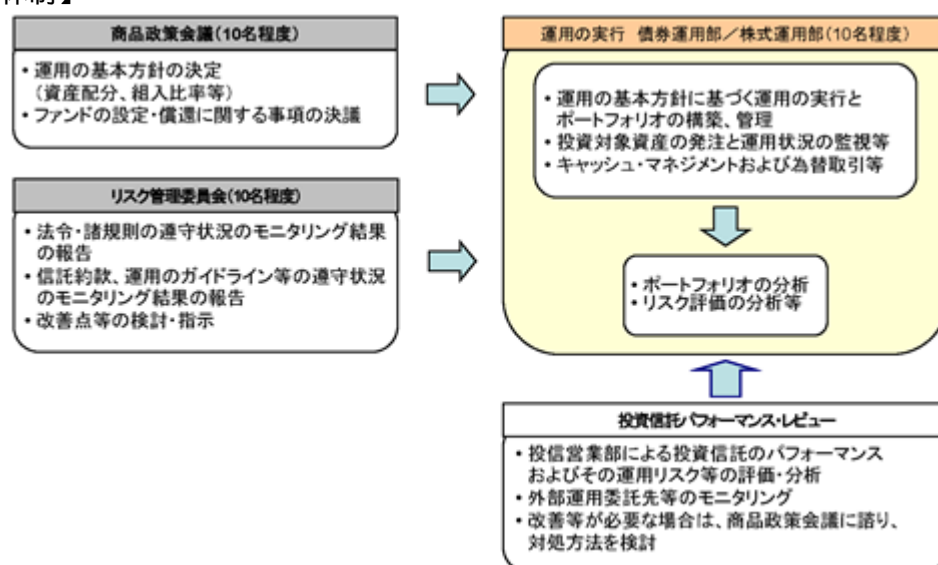 商品政策会議(10名程度)
・運用の基本方針の決定
(資産配分、組入比率等)
・ファンドの設定・償還に関する事項の決議
リスク管理委員会(10名程度)
・法令・諸規則の遵守状況のモニタリング結果
の報告
・信託約款、運用のガイドライン等の遵守状況
のモニタリング結果の報告
・改善点等の検討・指示
運用の実行 債券運用部/株式運用部(10名程度)
・運用の基本方針に基づく運用の実行と
ポートフォリオの構築、管理
・投資対象資産の発注と運用状況の監視等
・キャッシュ・マネジメントおよび為替取引等
・ポートフォリオの分析
・リスク評価の分析等
投資信託パフォーマンス・レビュー
・投信営業部による投資信託のパフォーマンス
およびその運用リスク等の評価・分析
・外部運用委託先等のモニタリング
・改善等が必要な場合は、商品政策会議に諮り、
対処方法を検討